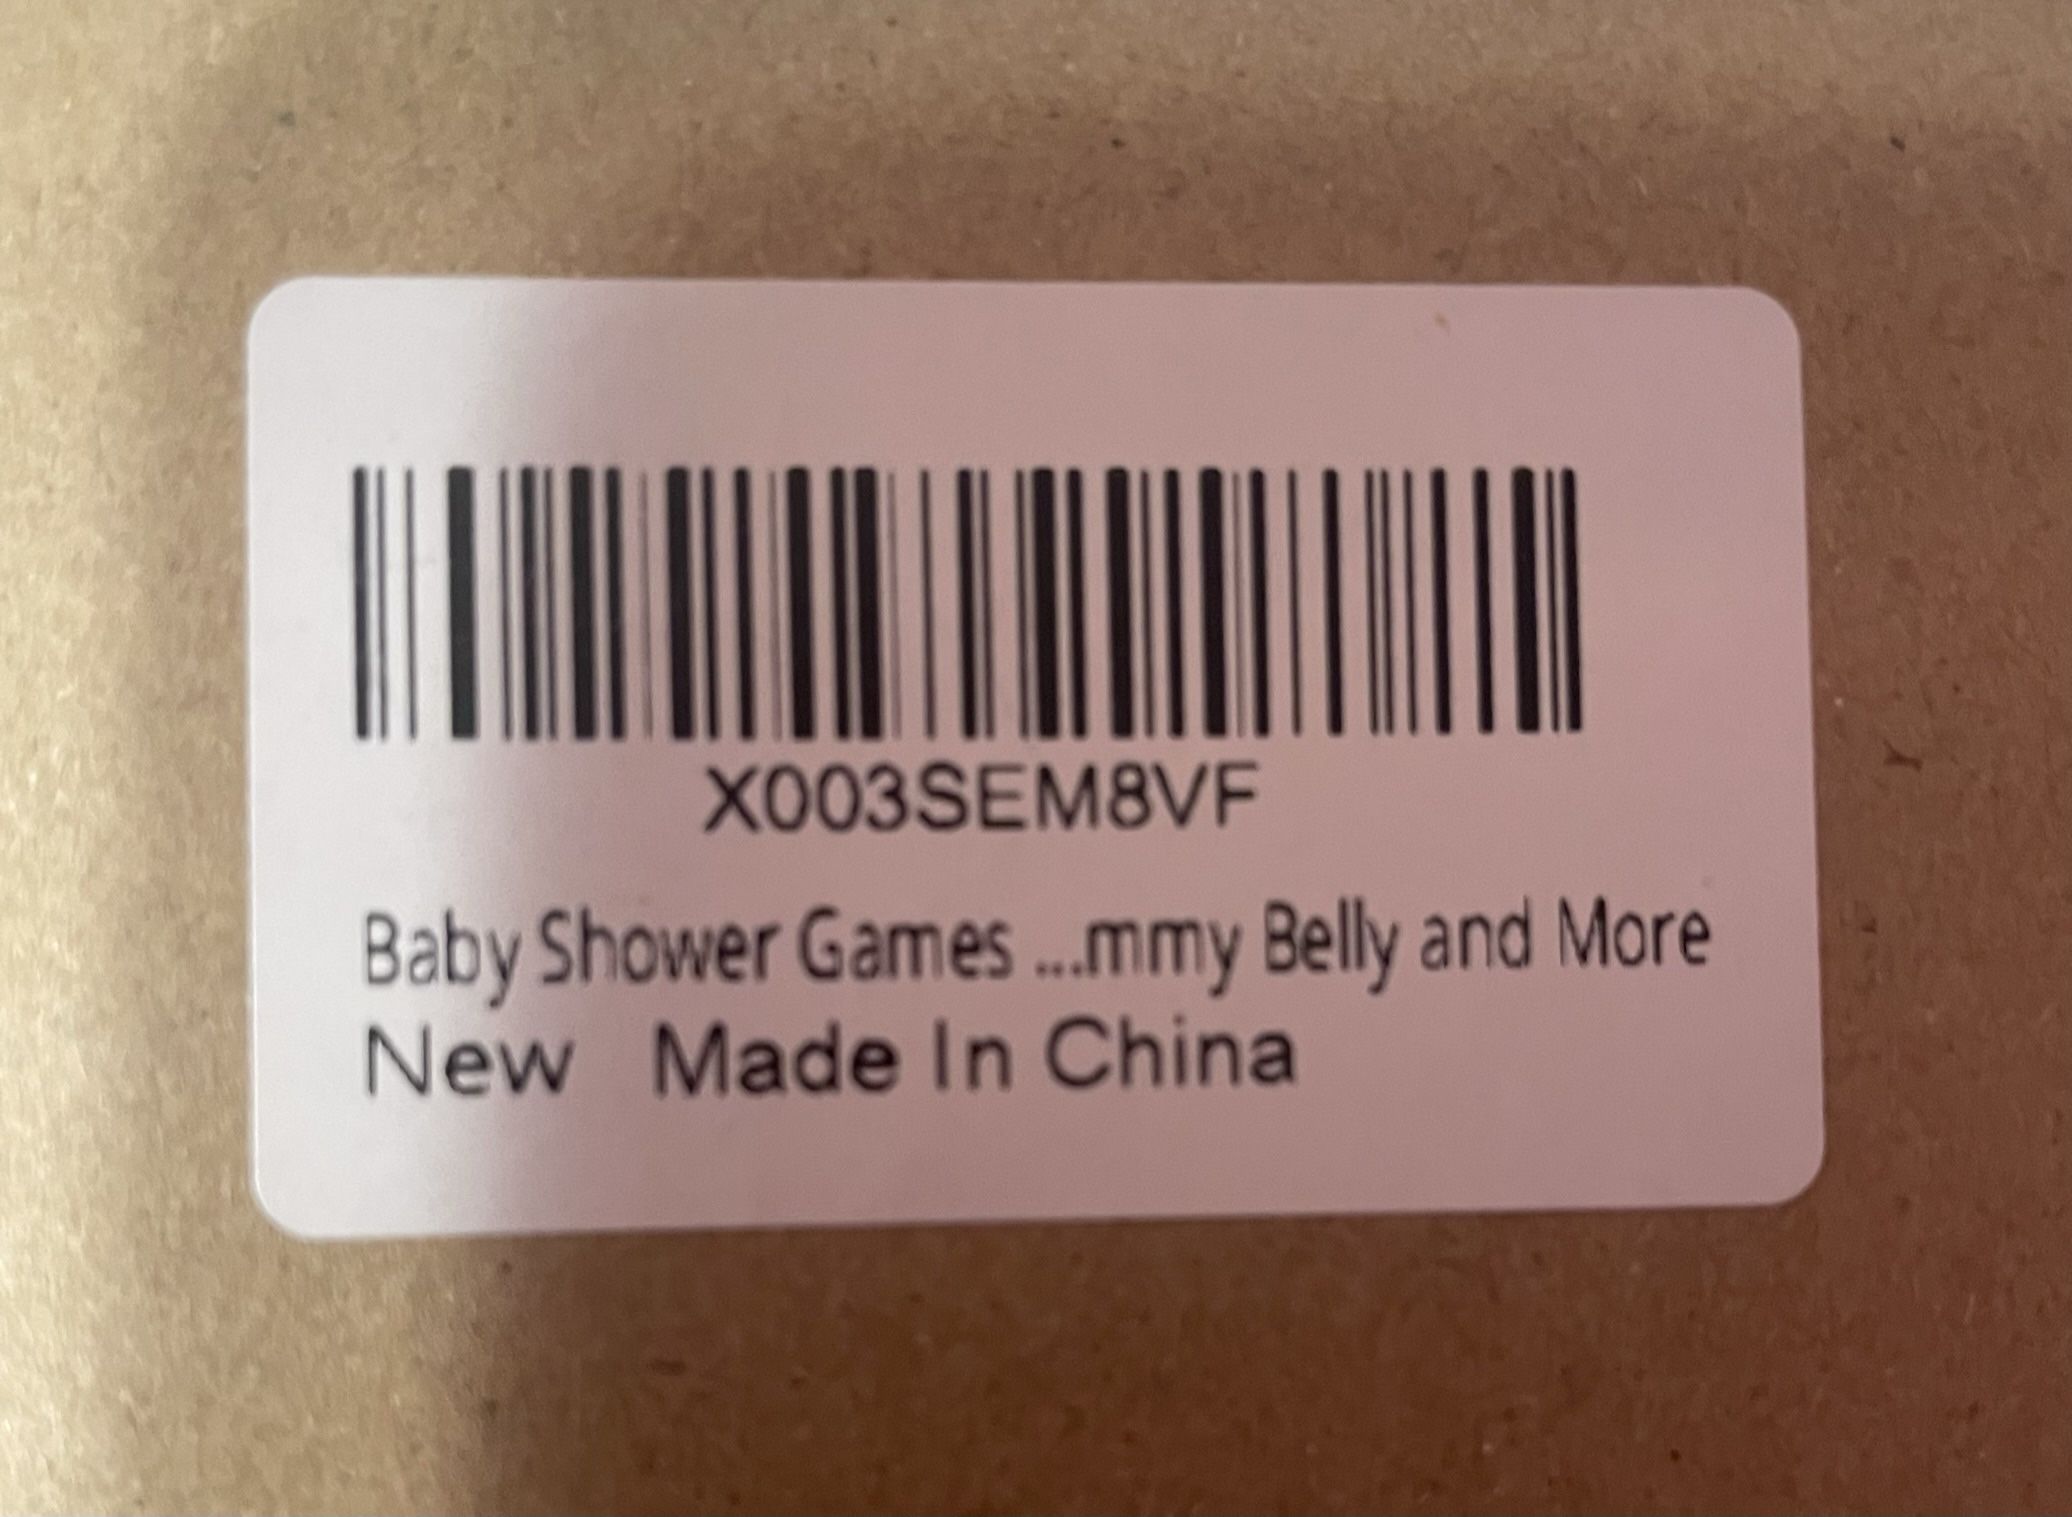 X003SEM8VF
Baby Shower Games ...mmy Belly and More
New Made In China